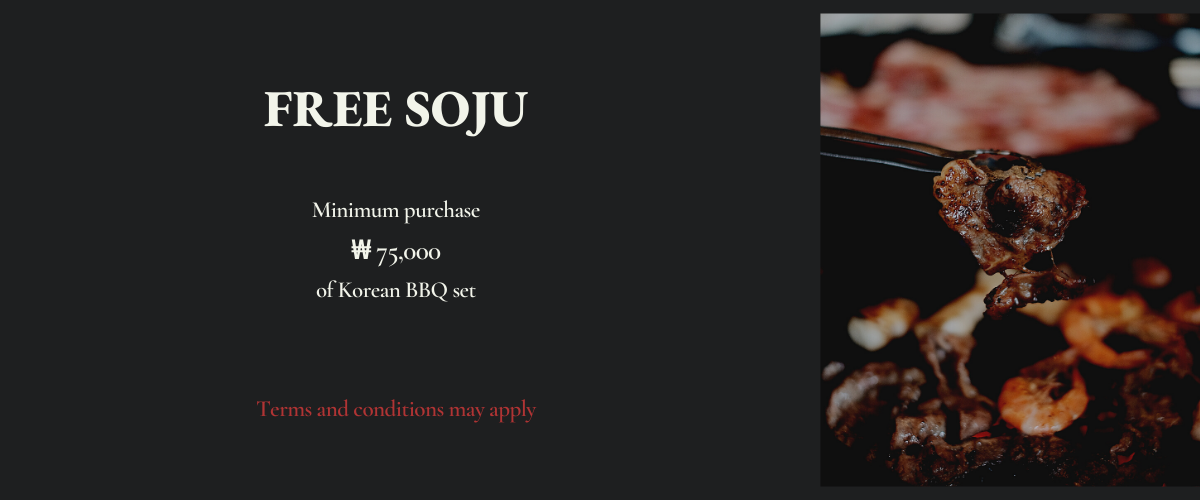 FREE SOJU
Minimum purchase
₩ 75,000
of Korean BBQ set
Terms and conditions may apply